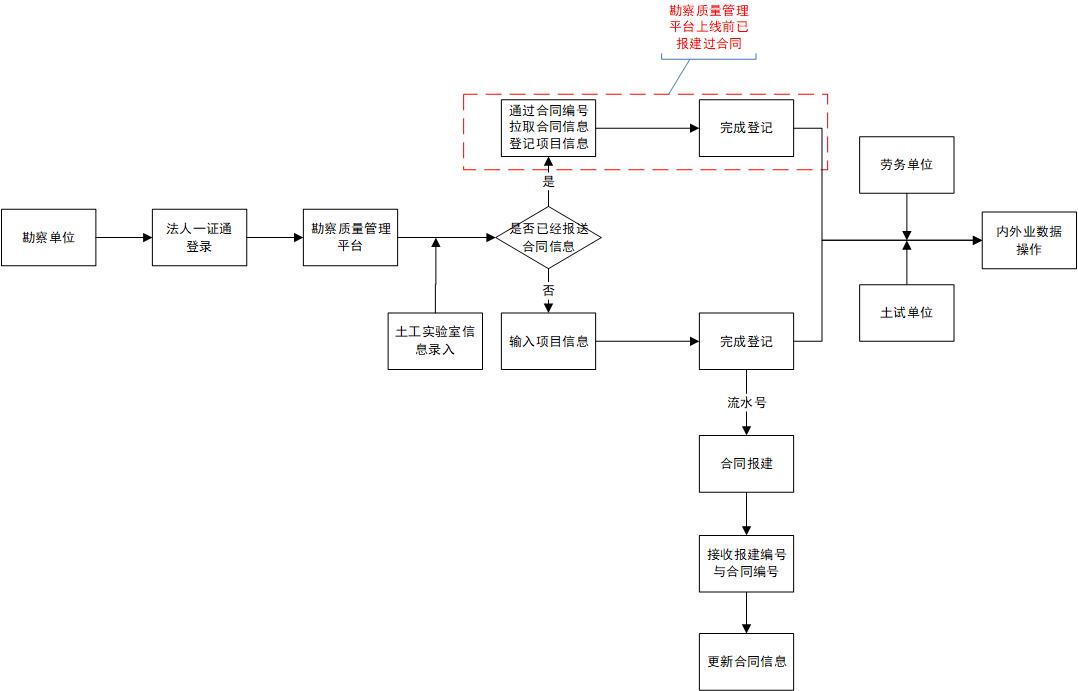 勘察质量管理
平台上线前已
报建过合同
通过合同编号
拉取合同信息
登记项目信息
完成登记
劳务单位
是
勘察单位
法人一证通
登录
勘察质量管理
平台
是否已经报送
合同信息
内外业数据
操作
否
土工实验室信
息录入
输入项目信息
完成登记
土试单位
流水号
合同报建
接收报建编号
与合同编号
更新合同信息